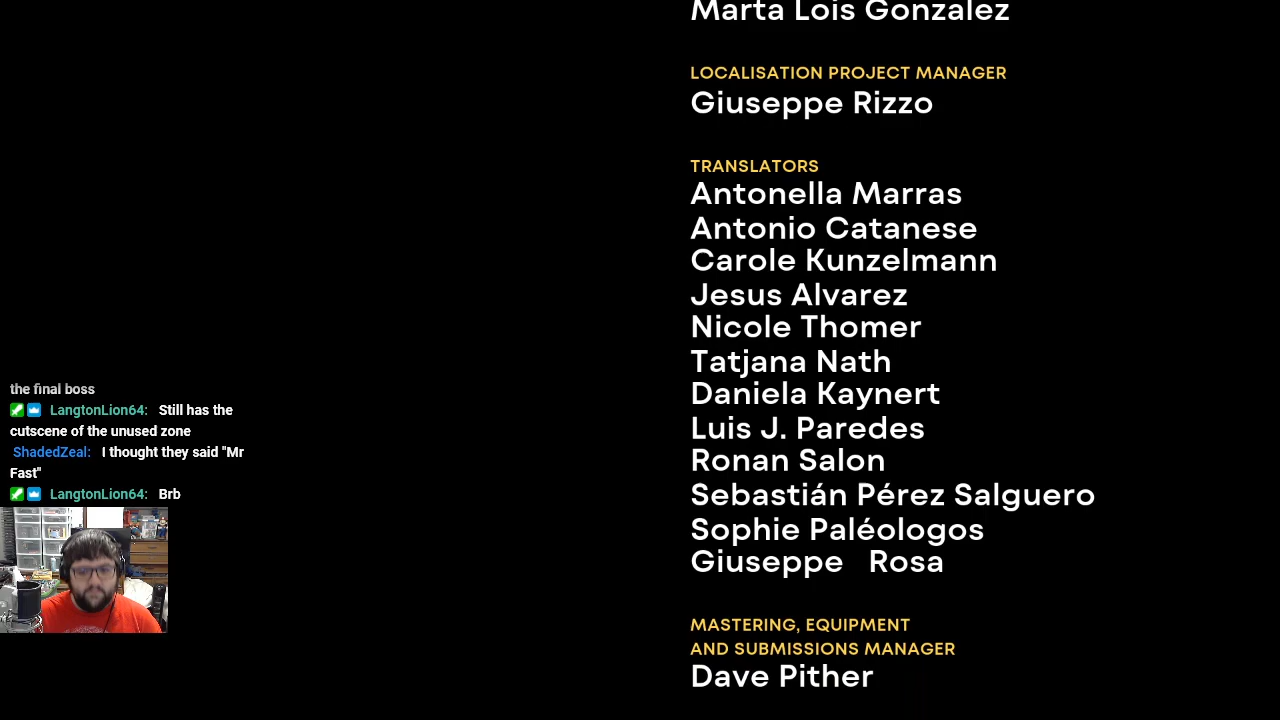 Marta Lois Gonzalez
LOCALISATION PROJECT MANAGER
Giuseppe Rizzo
TRANSLATORS
Antonella Marras
Antonio Catanese
Carole Kunzelmann
Jesus Alvarez
Nicole Thomer
Tatjana Nath
Daniela Kaynert
Luis J. Paredes
Ronan Salon
Sebastián Pérez Salguero
Sophie Paléologos
Giuseppe Rosa
MASTERING, EQUIPMENT
AND SUBMISSIONS MANAGER
Dave Pither
the final boss
LangtonLion64: Still has the
cutscene of the unused zone
ShadedZeal: I thought they said "Mr
Fast"
LangtonLion64: Brb